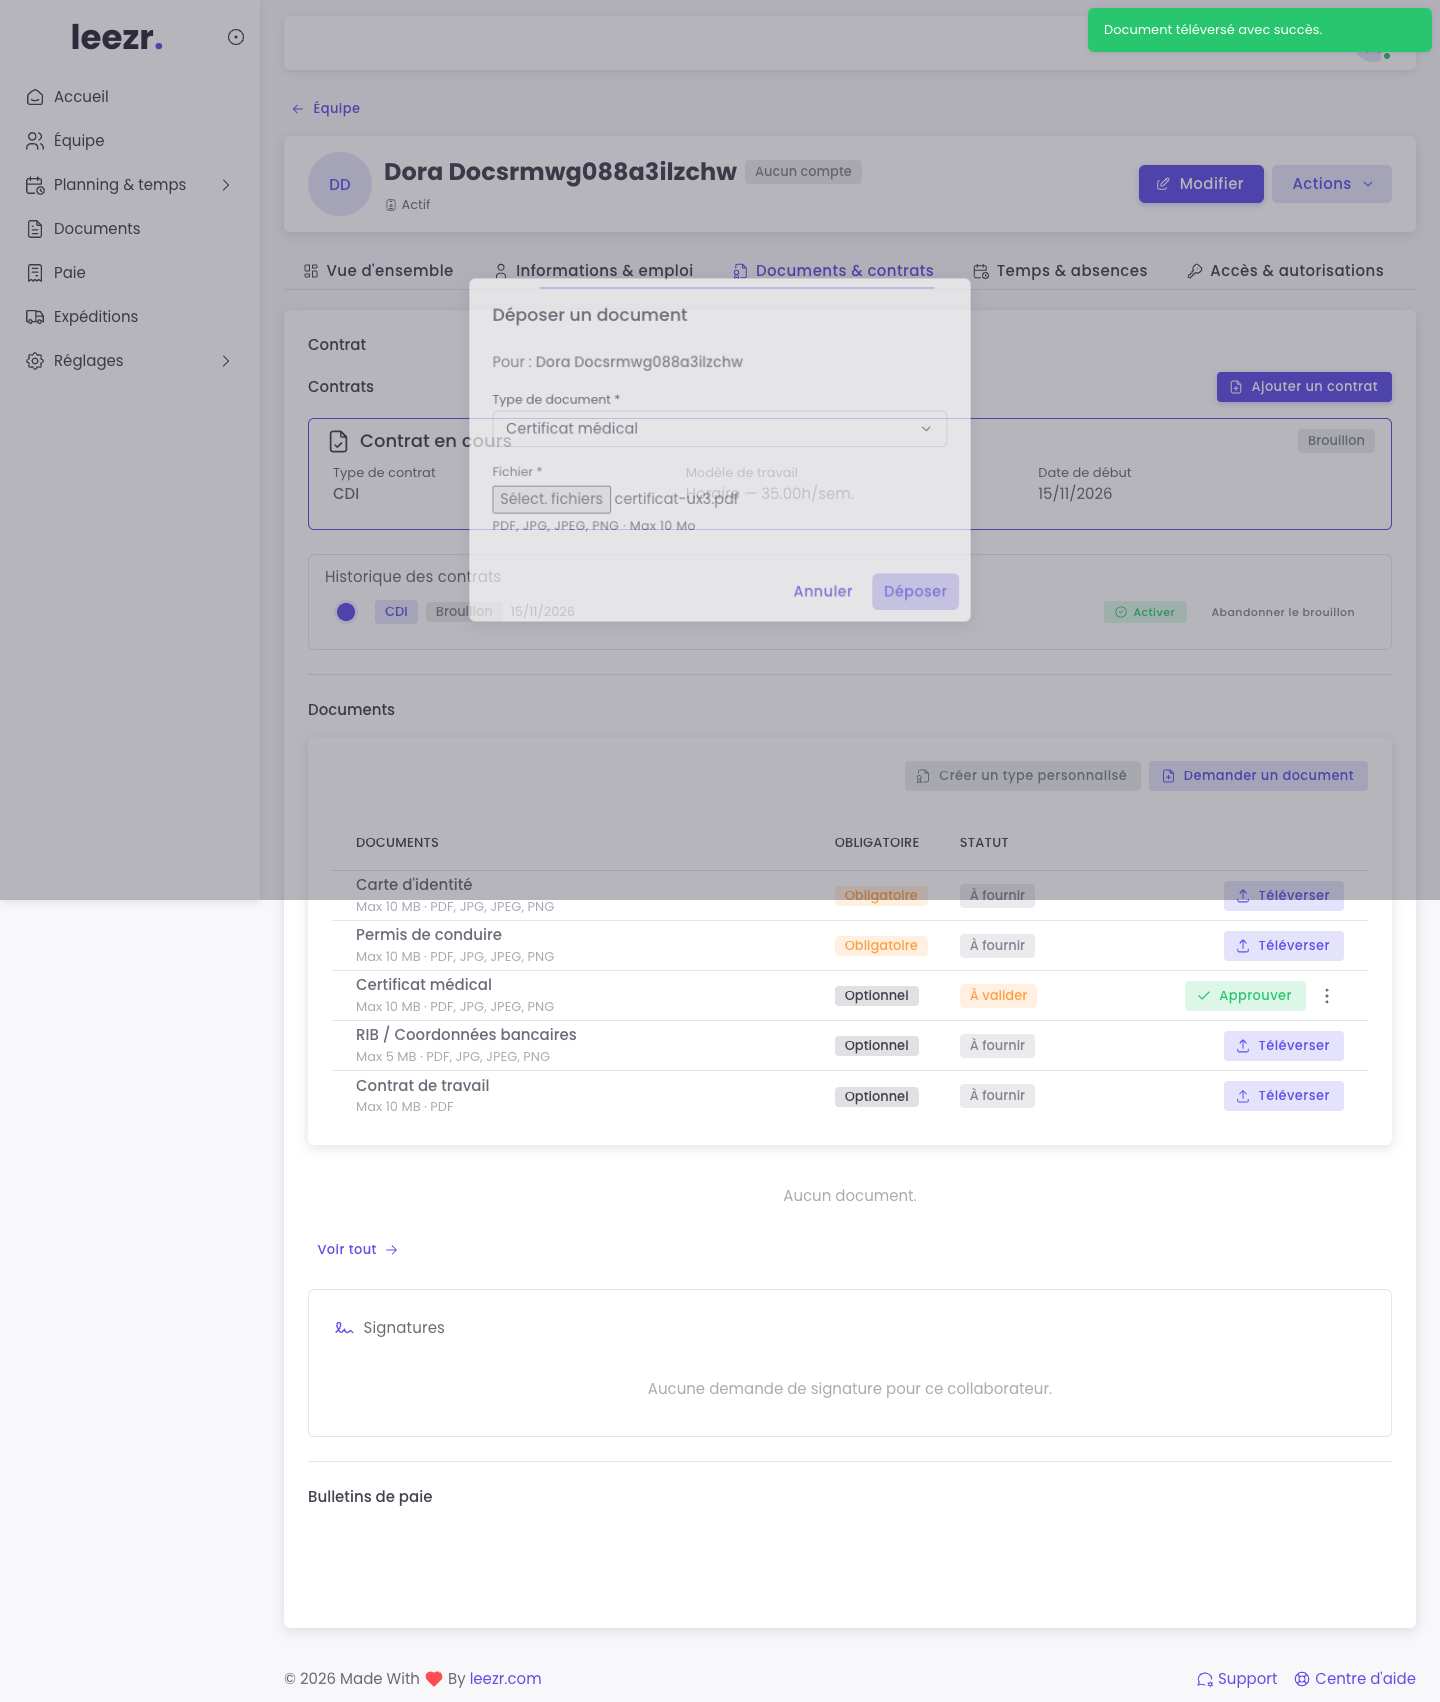 leezr.
Document téléversé avec succès.
Accueil
Équipe
Planning & temps
Documents
Paie
Expéditions
Réglages
Équipe
DD
Dora Docsrmwg088a3ilzchw
Aucun compte
Actif
Modifier
Actions
Vue d'ensemble
Informations & emploi
Documents & contrats
Temps & absences
Accès & autorisations
Déposer un document
Pour : Dora Docsrmwg088a3ilzchw
Type de document *
Certificat médical
Fichier *
Sélect. fichiers certificat-ux3.pdf
PDF, JPG, JPEG, PNG · Max 10 Mo
Annuler
Déposer
Contrat
Contrats
Ajouter un contrat
Contrat en cours
Brouillon
Type de contrat
CDI
Modèle de travail
Horaire — 35.00h/sem.
Date de début
15/11/2026
Historique des contrats
CDI
Brouillon
15/11/2026
Activer
Abandonner le brouillon
Documents
Créer un type personnalisé
Demander un document
DOCUMENTS OBLIGATOIRE STATUT
Carte d'identité
Max 10 MB · PDF, JPG, JPEG, PNG
Obligatoire
À fournir
Téléverser
Permis de conduire
Max 10 MB · PDF, JPG, JPEG, PNG
Obligatoire
À fournir
Téléverser
Certificat médical
Max 10 MB · PDF, JPG, JPEG, PNG
Optionnel
À valider
Approuver
RIB / Coordonnées bancaires
Max 5 MB · PDF, JPG, JPEG, PNG
Optionnel
À fournir
Téléverser
Contrat de travail
Max 10 MB · PDF
Optionnel
À fournir
Téléverser
Aucun document.
Voir tout
Signatures
Aucune demande de signature pour ce collaborateur.
Bulletins de paie
© 2026 Made With By leezr.com
Support
Centre d'aide